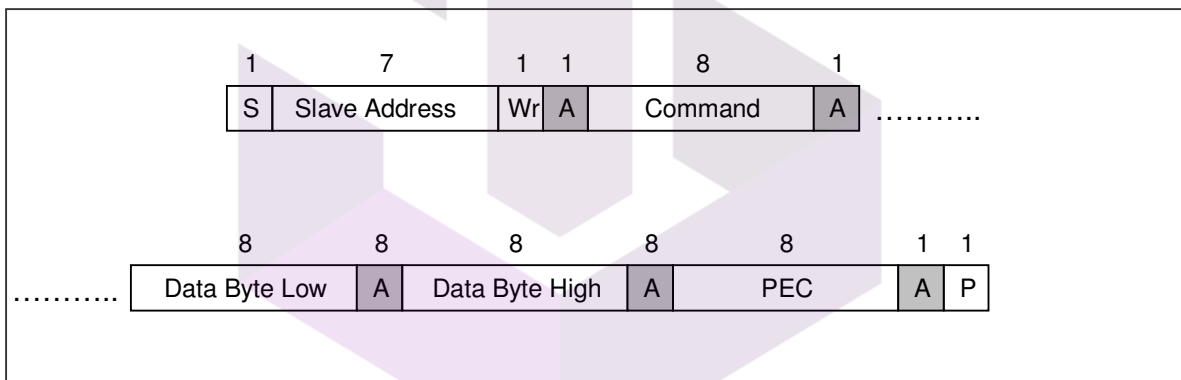 1 7 1 1 8 1
S Slave Address Wr A Command A ………..
8 8 8 8 8 1 1
……….. Data Byte Low A Data Byte High A PEC A P